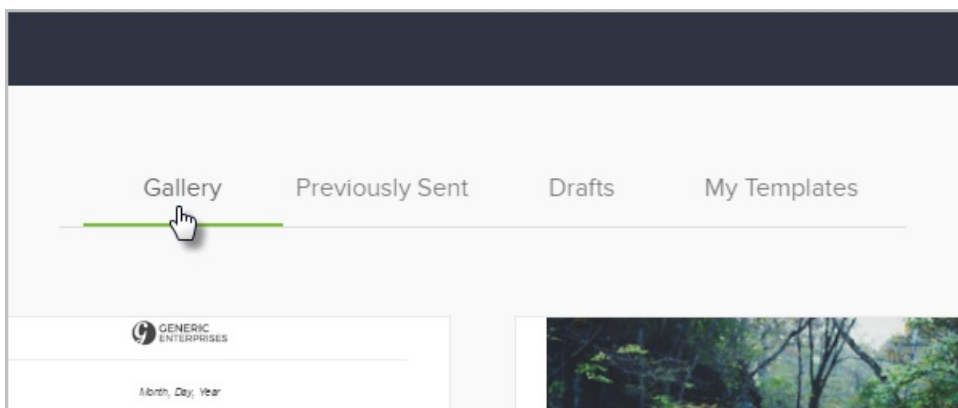 Gallery Previously Sent Drafts My Templates
GENERIC
ENTERPRISES
Month, Day, Year